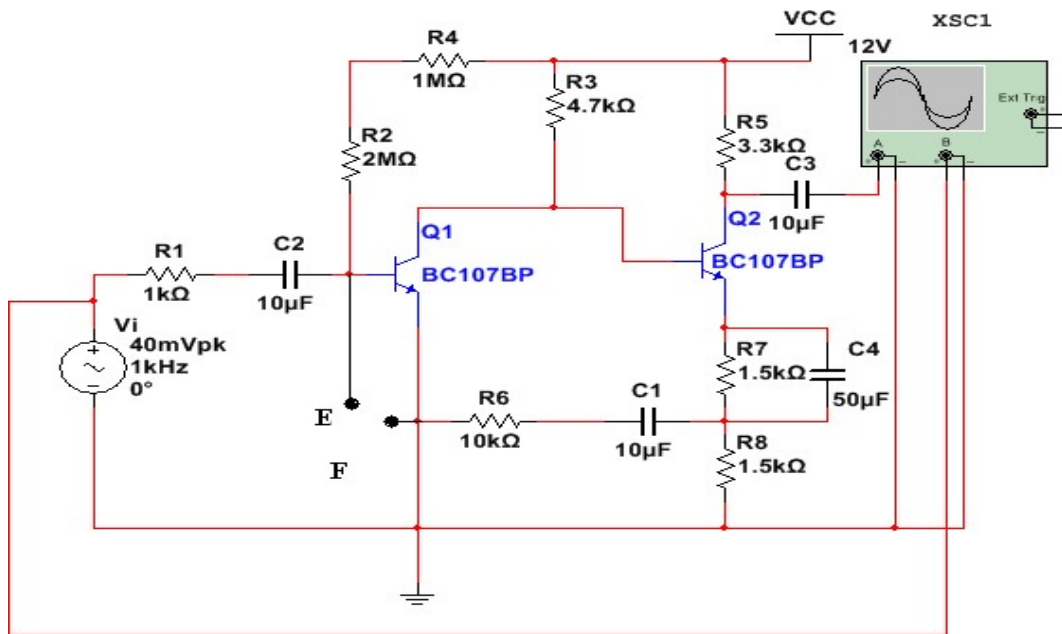 VCC
XSC1
12V
R4
1MΩ
R3
4.7kΩ
Ext Trig
+
-
A
B
+
-
+
-
R2
2MΩ
R5
3.3kΩ
C3
10µF
Q1
BC107BP
Q2
BC107BP
R1
1kΩ
C2
10µF
Vi
40mVpk
1kHz
0°
+
-
E
F
R6
10kΩ
C1
10µF
R7
1.5kΩ
C4
50µF
R8
1.5kΩ